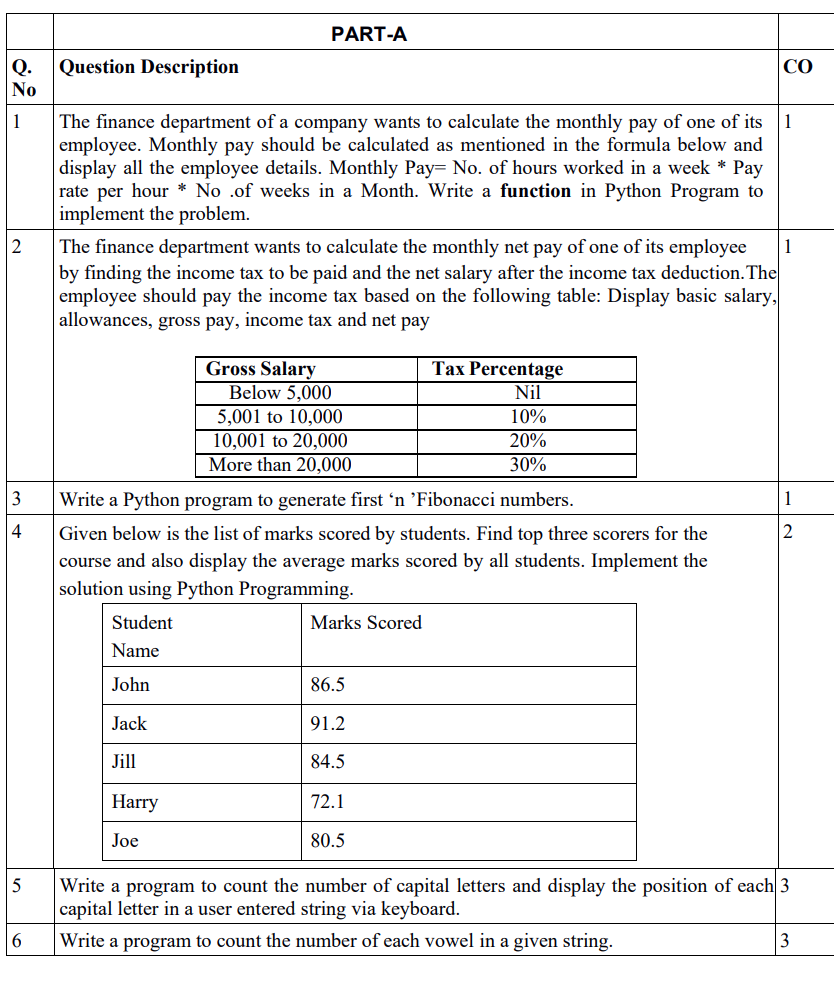 PART-A
Q. Question Description CO
No
1 The finance department of a company wants to calculate the monthly pay of one of its 1
employee. Monthly pay should be calculated as mentioned in the formula below and
display all the employee details. Monthly Pay= No. of hours worked in a week * Pay
rate per hour * No .of weeks in a Month. Write a function in Python Program to
implement the problem.
2 The finance department wants to calculate the monthly net pay of one of its employee 1
by finding the income tax to be paid and the net salary after the income tax deduction.The
employee should pay the income tax based on the following table: Display basic salary,
allowances, gross pay, income tax and net pay
Gross Salary Tax Percentage
Below 5,000 Nil
5,001 to 10,000 10%
10,001 to 20,000 20%
More than 20,000 30%
3 Write a Python program to generate first ‘n ’Fibonacci numbers. 1
4 Given below is the list of marks scored by students. Find top three scorers for the 2
course and also display the average marks scored by all students. Implement the
solution using Python Programming.
Student Marks Scored
Name
John 86.5
Jack 91.2
Jill 84.5
Harry 72.1
Joe 80.5
5 Write a program to count the number of capital letters and display the position of each 3
capital letter in a user entered string via keyboard.
6 Write a program to count the number of each vowel in a given string. 3